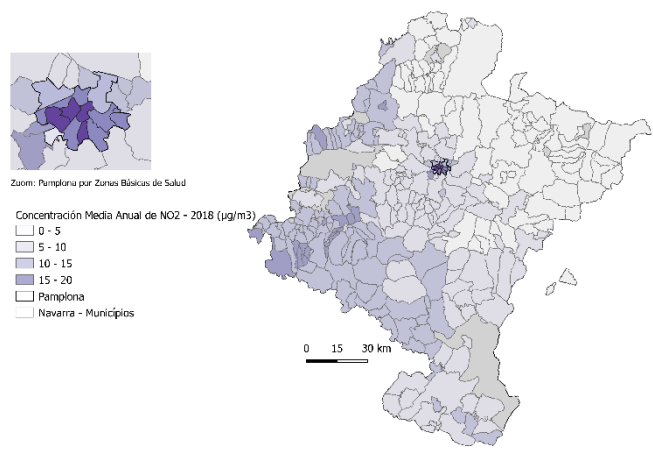 Zoom: Pamplona por Zonas Básicas de Salud
Concentración Media Anual de NO2 - 2018 (µg/m3)
0 - 5
5 - 10
10 - 15
15 - 20
Pamplona
Navarra - Municípios
0 15 30 km